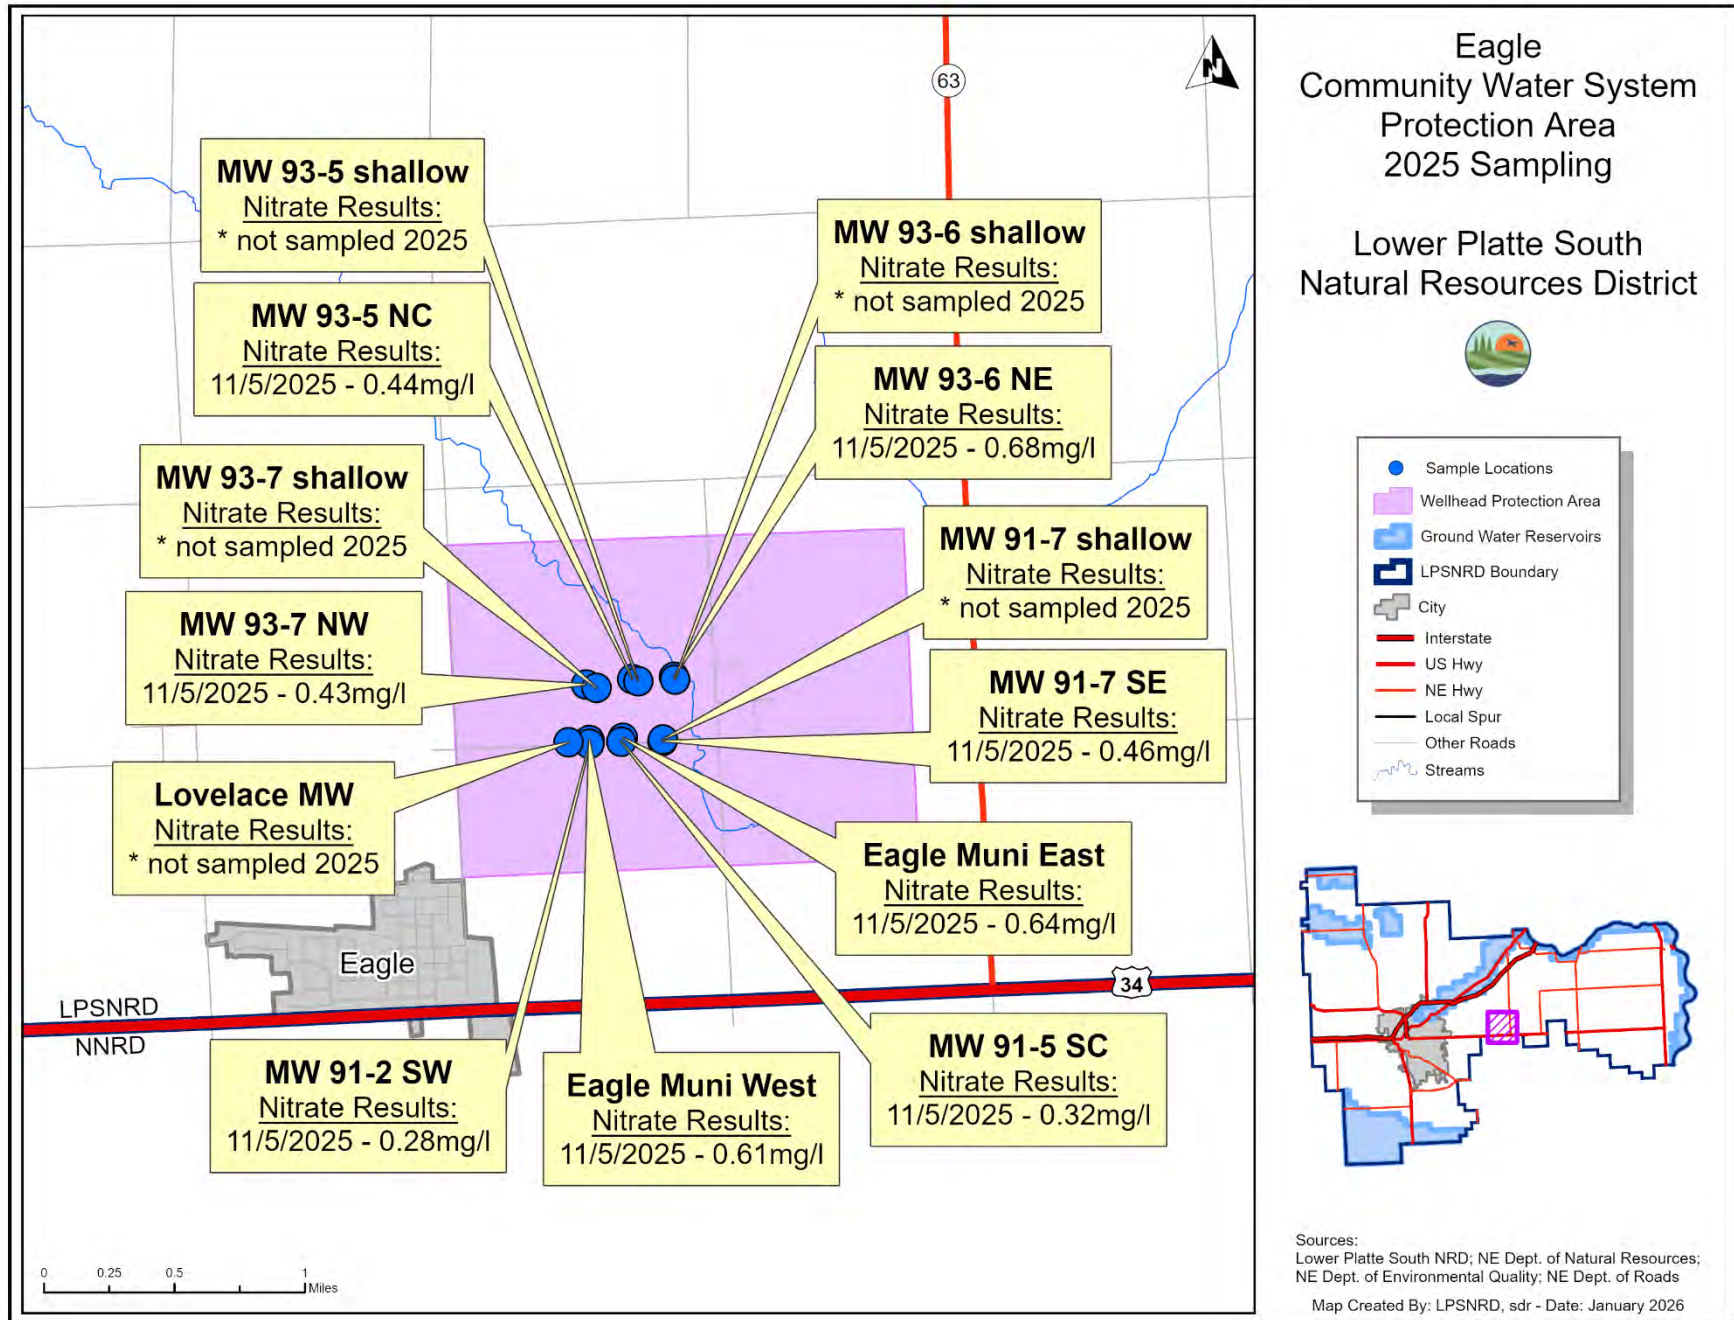 Eagle
Community Water System
Protection Area
2025 Sampling
Lower Platte South
Natural Resources District
N
63
MW 93-5 shallow
Nitrate Results:
* not sampled 2025
MW 93-5 NC
Nitrate Results:
11/5/2025 - 0.44mg/l
MW 93-6 shallow
Nitrate Results:
* not sampled 2025
MW 93-6 NE
Nitrate Results:
11/5/2025 - 0.68mg/l
MW 93-7 shallow
Nitrate Results:
* not sampled 2025
MW 93-7 NW
Nitrate Results:
11/5/2025 - 0.43mg/l
MW 91-7 shallow
Nitrate Results:
* not sampled 2025
MW 91-7 SE
Nitrate Results:
11/5/2025 - 0.46mg/l
Lovelace MW
Nitrate Results:
* not sampled 2025
Eagle Muni East
Nitrate Results:
11/5/2025 - 0.64mg/l
Eagle
LPSNRD
NNRD
34
MW 91-2 SW
Nitrate Results:
11/5/2025 - 0.28mg/l
Eagle Muni West
Nitrate Results:
11/5/2025 - 0.61mg/l
MW 91-5 SC
Nitrate Results:
11/5/2025 - 0.32mg/l
0 0.25 0.5 1
Miles
Sample Locations
Wellhead Protection Area
Ground Water Reservoirs
LPSNRD Boundary
City
Interstate
US Hwy
NE Hwy
Local Spur
Other Roads
Streams
Sources:
Lower Platte South NRD; NE Dept. of Natural Resources;
NE Dept. of Environmental Quality; NE Dept. of Roads
Map Created By: LPSNRD, sdr - Date: January 2026